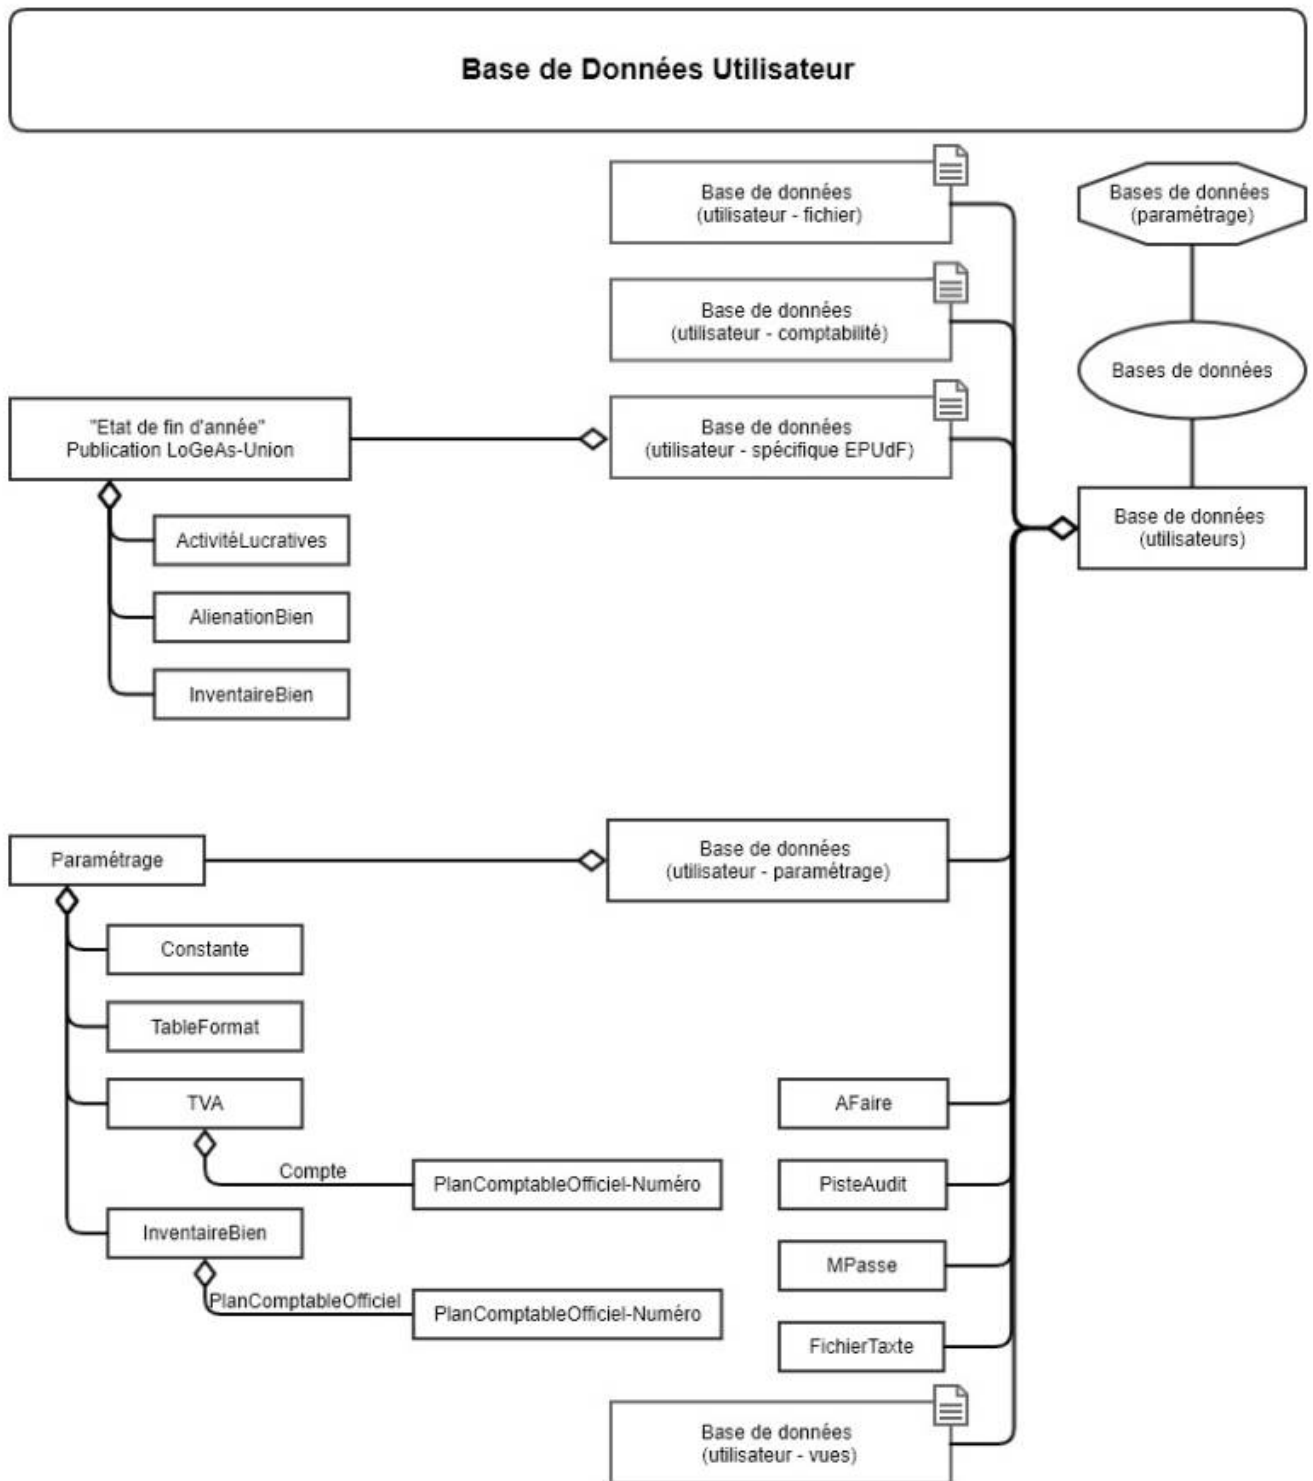 Base de Données Utilisateur
Base de données
(utilisateur - fichier)
Bases de données
(paramétrage)
Base de données
(utilisateur - comptabilité)
Bases de données
"Etat de fin d'année"
Publication LoGeAs-Union
Base de données
(utilisateur - spécifique EPUdF)
Base de données
(utilisateurs)
ActivitéLucratives
AlienationBien
InventaireBien
Paramétrage
Base de données
(utilisateur - paramétrage)
Constante
TableFormat
TVA
AFaire
Compte
PlanComptableOfficiel-Numéro
PisteAudit
InventaireBien
MPasse
PlanComptableOfficiel
PlanComptableOfficiel-Numéro
FichierTaxte
Base de données
(utilisateur - vues)